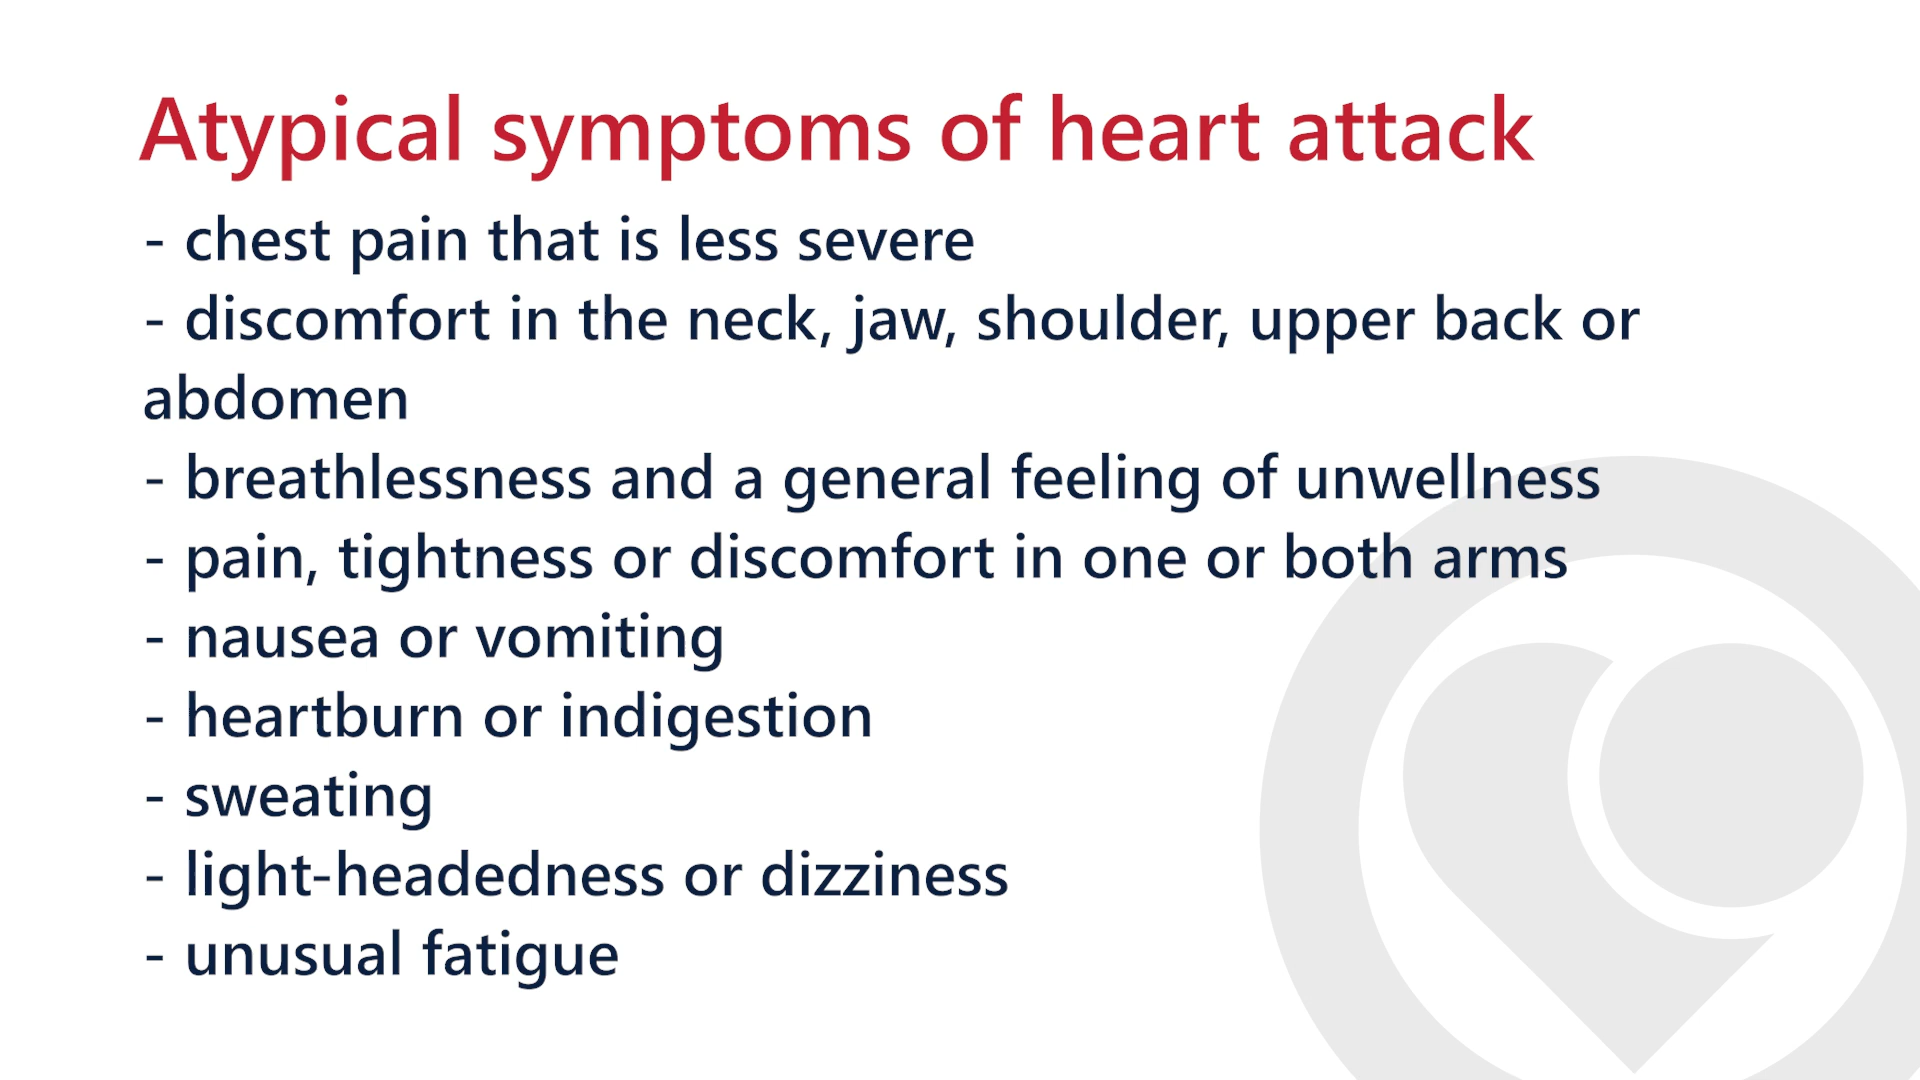 Atypical symptoms of heart attack
- chest pain that is less severe
- discomfort in the neck, jaw, shoulder, upper back or
abdomen
- breathlessness and a general feeling of unwellness
- pain, tightness or discomfort in one or both arms
- nausea or vomiting
- heartburn or indigestion
- sweating
- light-headedness or dizziness
- unusual fatigue